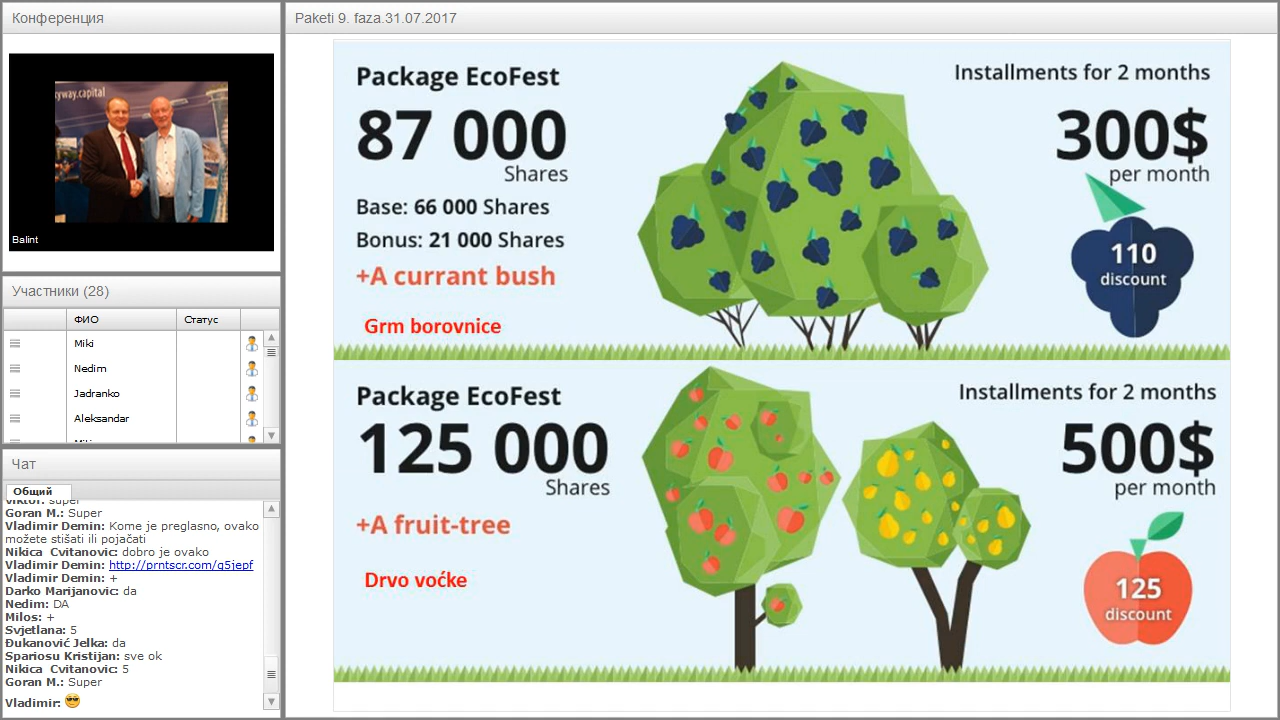 Конференция
yway.capital
Balint
Участники (28)
ФИО
Статус
Miki
Nedim
Jadranko
Aleksandar
Чат
Общий
viktor: super
Goran M.: Super
Vladimir Demin: Kome je preglasno, ovako
možete stišati ili pojačati
Nikica Cvitanovic: dobro je ovako
Vladimir Demin: http://prntscr.com/q5jepf
Vladimir Demin: +
Darko Marijanovic: da
Nedim: DA
Milos: +
Svjetlana: 5
Đukanović Jelka: da
Spariosu Kristijan: sve ok
Nikica Cvitanovic: 5
Goran M.: Super
Vladimir:
Paketi 9. faza.31.07.2017
Package EcoFest
87 000
Shares
Base: 66 000 Shares
Bonus: 21 000 Shares
+A currant bush
Grm borovnice
Installments for 2 months
300$
per month
110
discount
Package EcoFest
125 000
Shares
+A fruit-tree
Drvo voćke
Installments for 2 months
500$
per month
125
discount